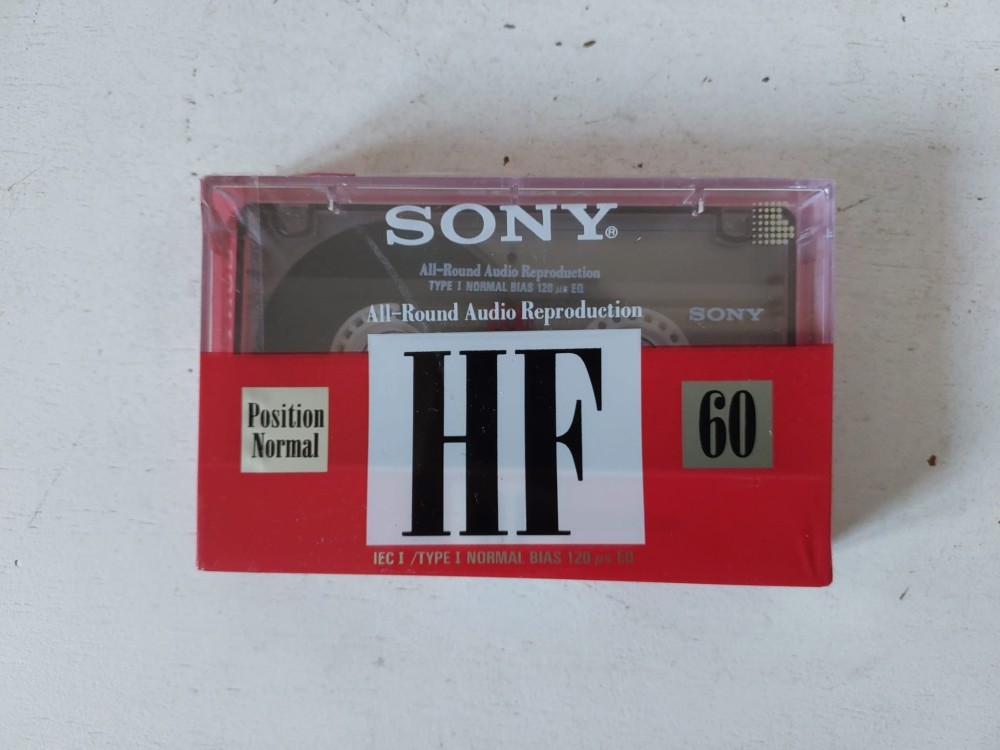 SONY®
All-Round Audio Reproduction
TYPE I NORMAL BIAS 120 μs EQ
All-Round Audio Reproduction
SONY
HF
Position
Normal
60
IEC I / TYPE I NORMAL BIAS 120 μs EQ